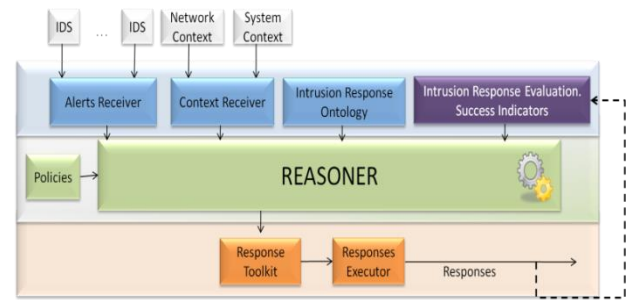 IDS
...
IDS
Network
Context
System
Context
Alerts Receiver
Context Receiver
Intrusion Response
Ontology
Intrusion Response Evaluation.
Success Indicators
Policies
REASONER
Response
Toolkit
Responses
Executor
Responses